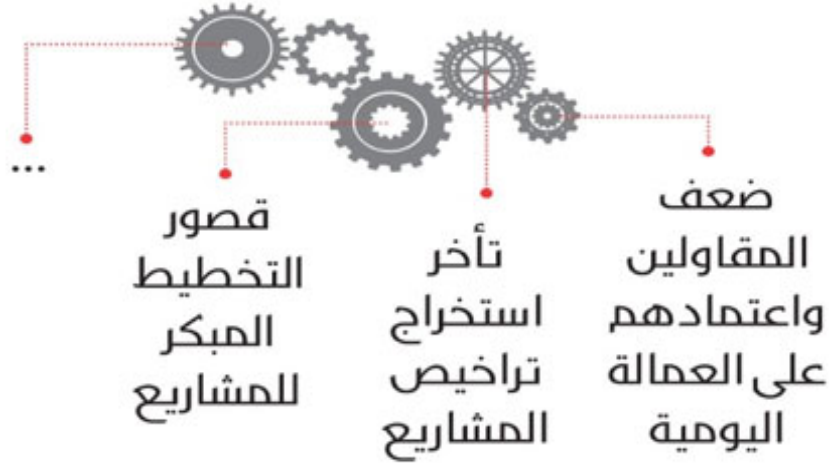 ضعف
المقاولين
واعتمادهم
على العمالة
اليومية
تأخر
استخراج
تراخيص
المشاريع
قصور
التخطيط
المبكر
للمشاريع
...